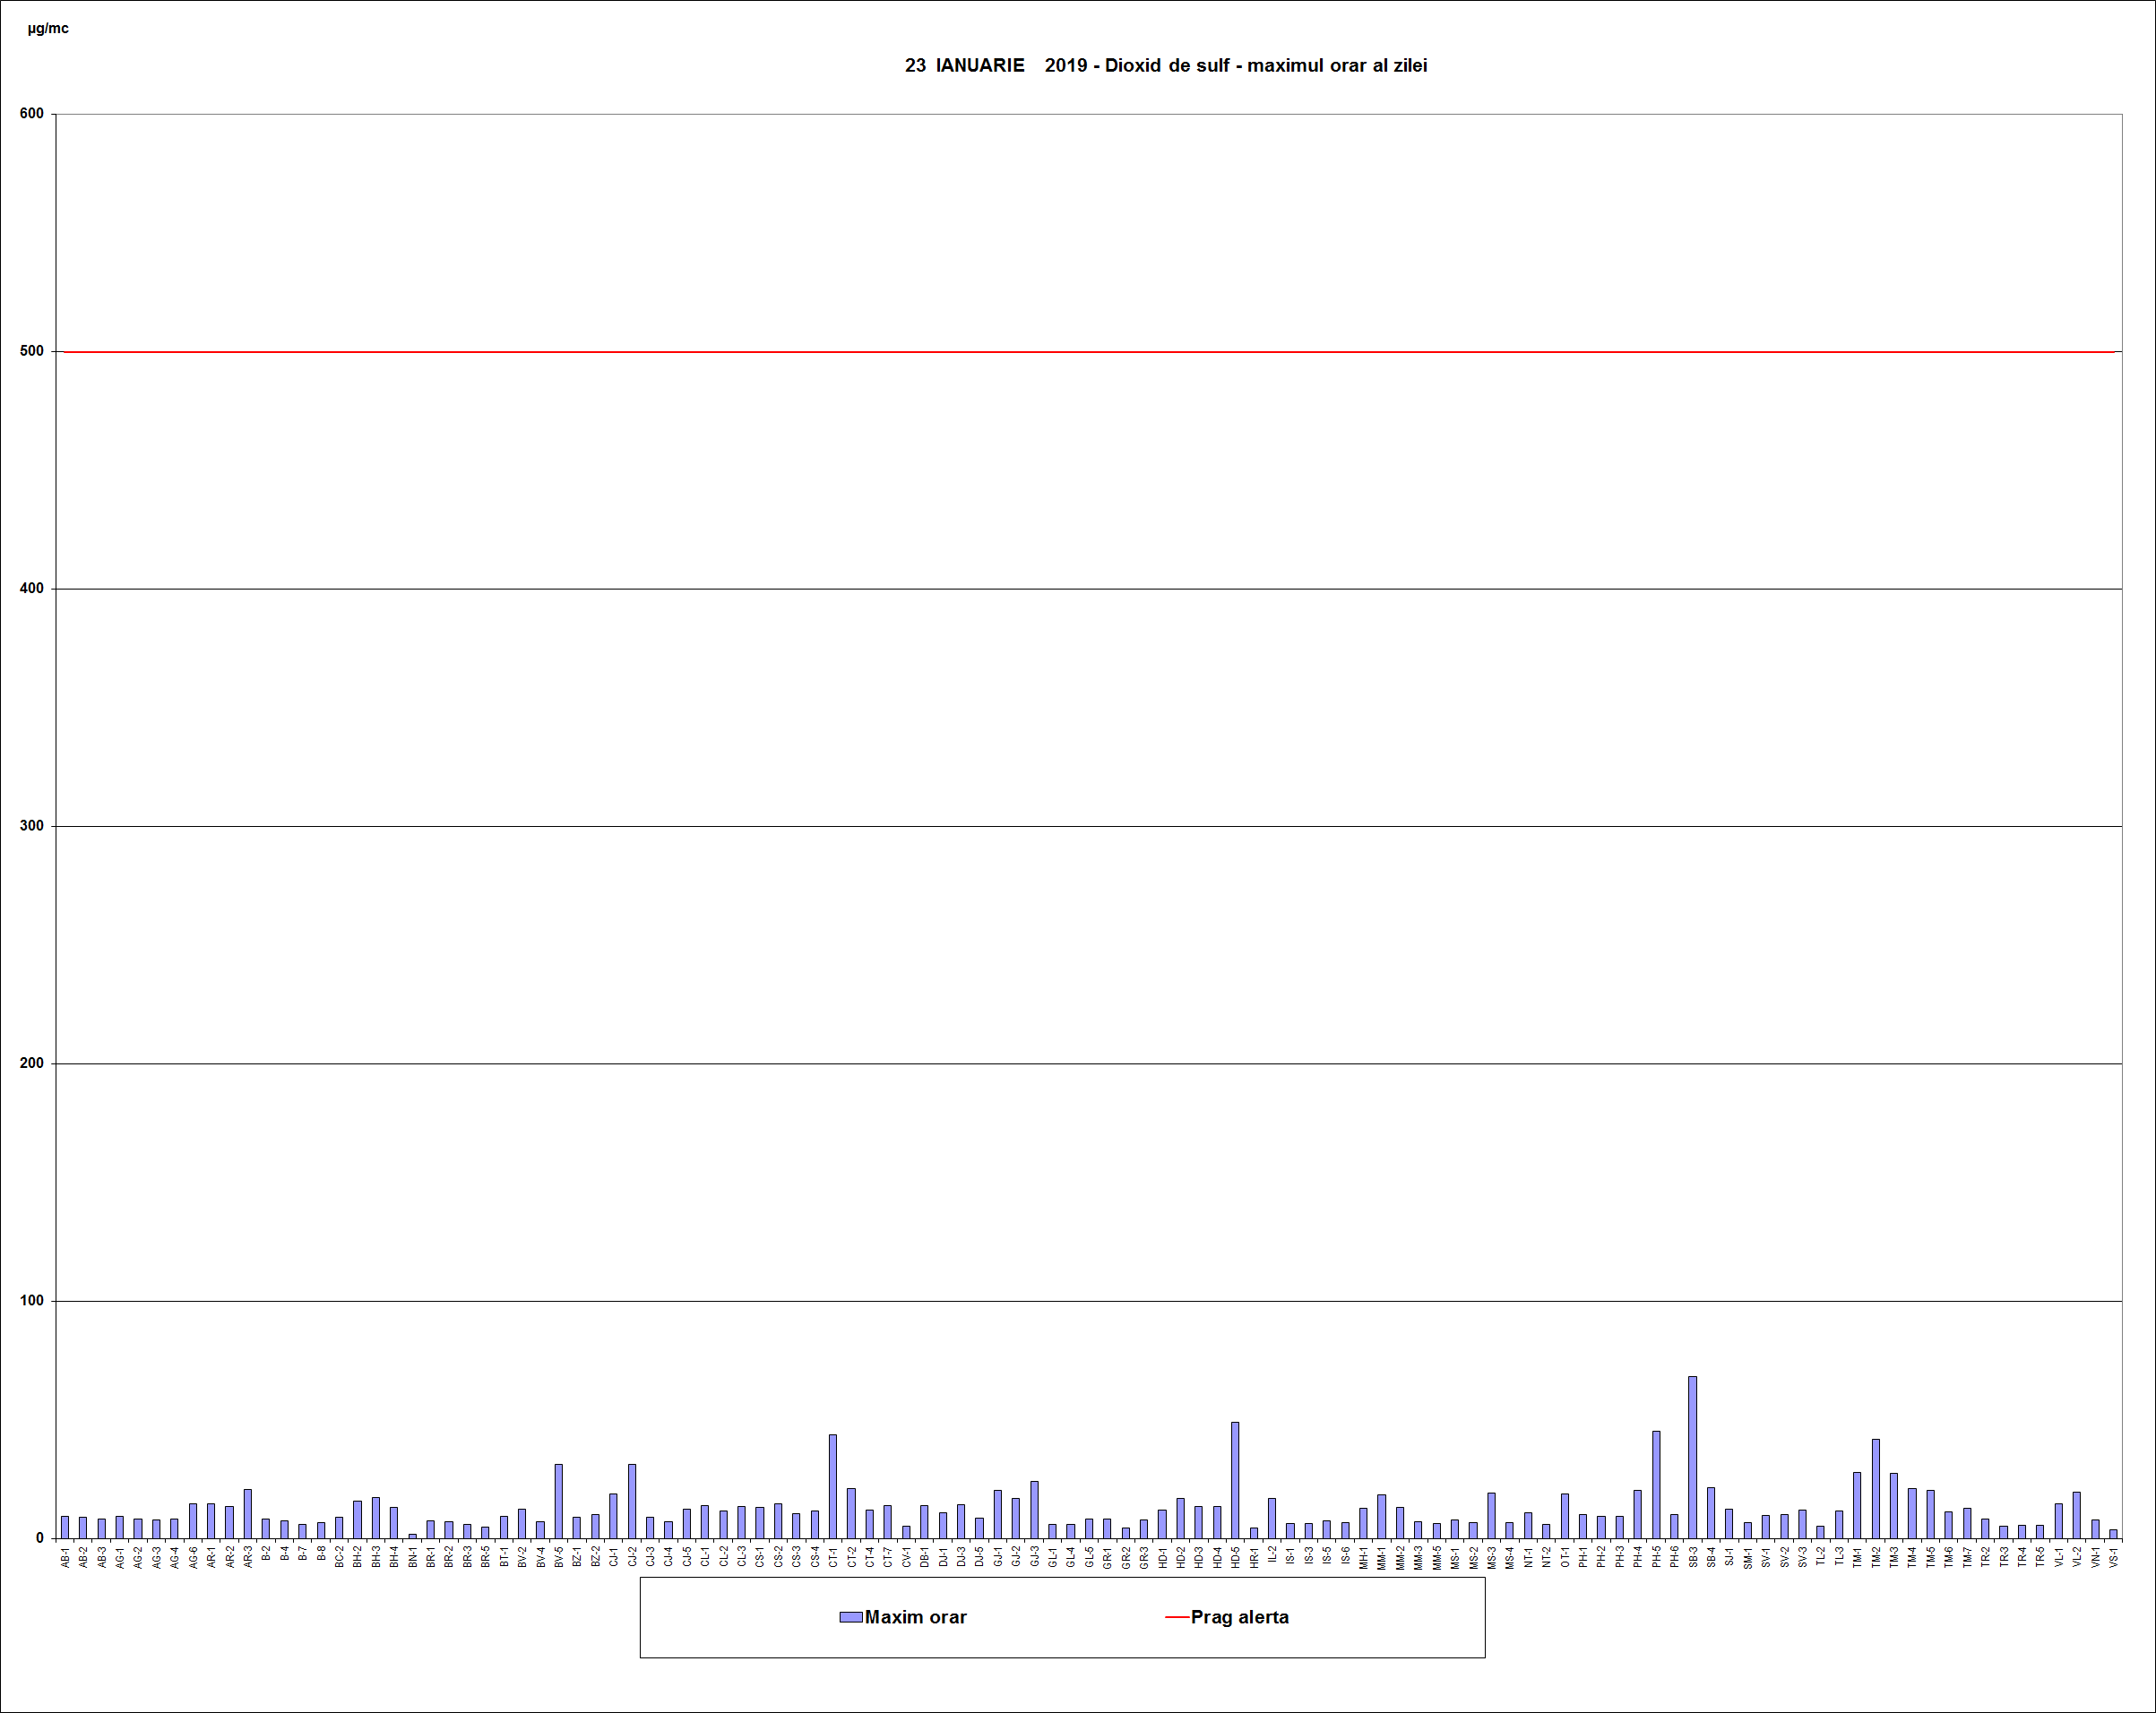 µg/mc
23 IANUARIE 2019 - Dioxid de sulf - maximul orar al zilei
600
500
400
300
200
100
0
AB-1 AB-2 AB-3 AG-1 AG-2 AG-3 AG-4 AG-6 AR-1 AR-2 AR-3 B-2 B-4 B-7 B-8 BC-2 BH-2 BH-3 BH-4 BN-1 BR-1 BR-2 BR-3 BR-5 BT-1 BV-2 BV-4 BV-5 BZ-1 BZ-2 CJ-1 CJ-2 CJ-3 CJ-4 CJ-5 CL-1 CL-2 CL-3 CS-1 CS-2 CS-3 CS-4 CT-1 CT-2 CT-4 CT-7 CV-1 DB-1 DJ-1 DJ-3 DJ-5 GJ-1 GJ-2 GJ-3 GL-1 GL-4 GL-5 GR-1 GR-2 GR-3 HD-1 HD-2 HD-3 HD-4 HD-5 HR-1 IL-2 IS-1 IS-3 IS-5 IS-6 MH-1 MM-1 MM-2 MM-3 MM-5 MS-1 MS-2 MS-3 MS-4 NT-1 NT-2 OT-1 PH-1 PH-2 PH-3 PH-4 PH-5 PH-6 SB-3 SB-4 SJ-1 SM-1 SV-1 SV-2 SV-3 TL-2 TL-3 TM-1 TM-2 TM-3 TM-4 TM-5 TM-6 TM-7 TR-2 TR-3 TR-4 TR-5 VL-1 VL-2 VN-1 VS-1
Maxim orar Prag alerta